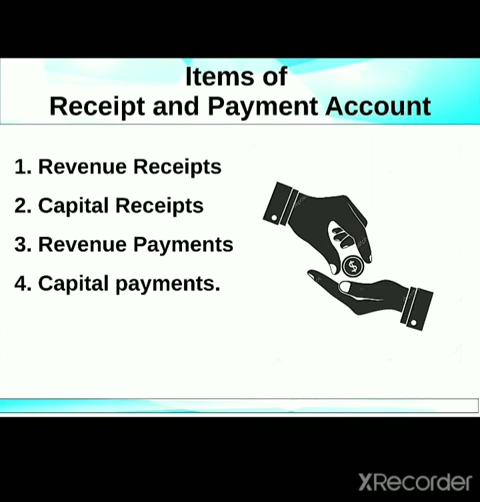 Items of
Receipt and Payment Account
1. Revenue Receipts
2. Capital Receipts
3. Revenue Payments
4. Capital payments.
XRecorder